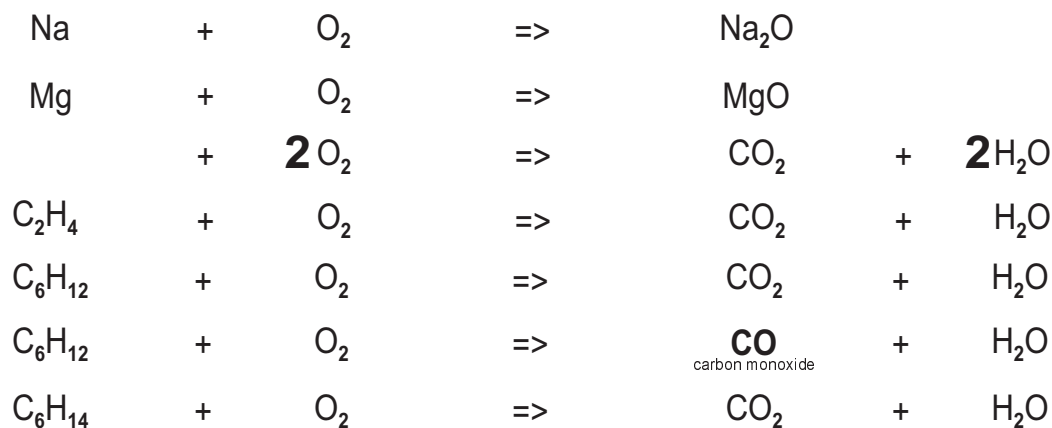 Na + O₂ => Na₂O
Mg + O₂ => MgO
+ 2 O₂ => CO₂ + 2 H₂O
C₂H₄ + O₂ => CO₂ + H₂O
C₆H₁₂ + O₂ => CO₂ + H₂O
C₆H₁₂ + O₂ => CO + H₂O
carbon monoxide
C₆H₁₄ + O₂ => CO₂ + H₂O